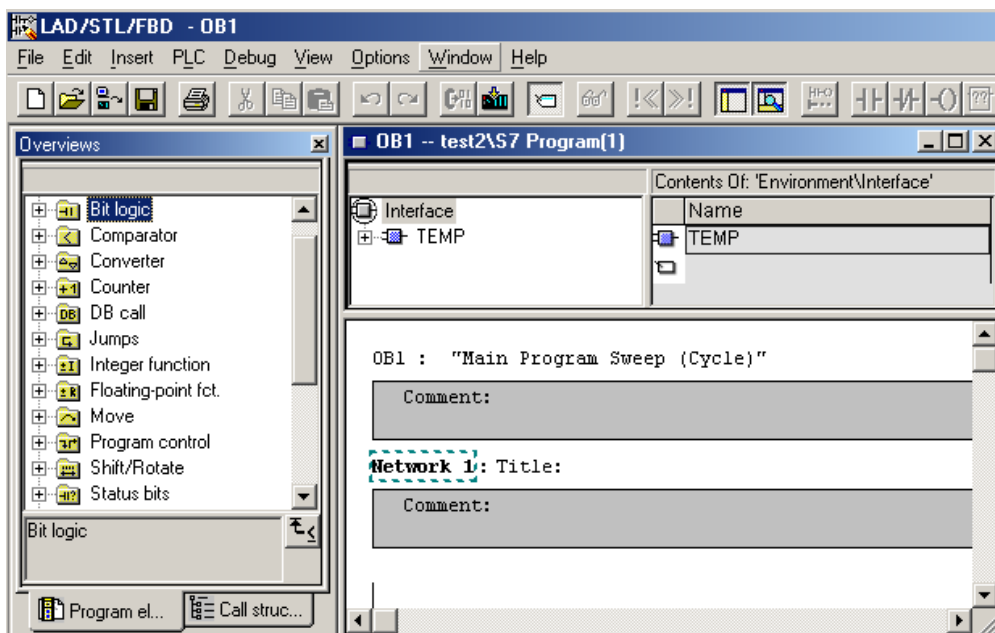 LAD/STL/FBD - OB1
File Edit Insert PLC Debug View Options Window Help
Overviews
Bit logic
Comparator
Converter
Counter
DB call
Jumps
Integer function
Floating-point fct.
Move
Program control
Shift/Rotate
Status bits
Bit logic
Program el...
Call struc...
OB1 -- test2\S7 Program(1)
Interface
TEMP
Contents Of: 'Environment\Interface'
Name
TEMP
OB1 : "Main Program Sweep (Cycle)"
Comment:
Network 1: Title:
Comment: